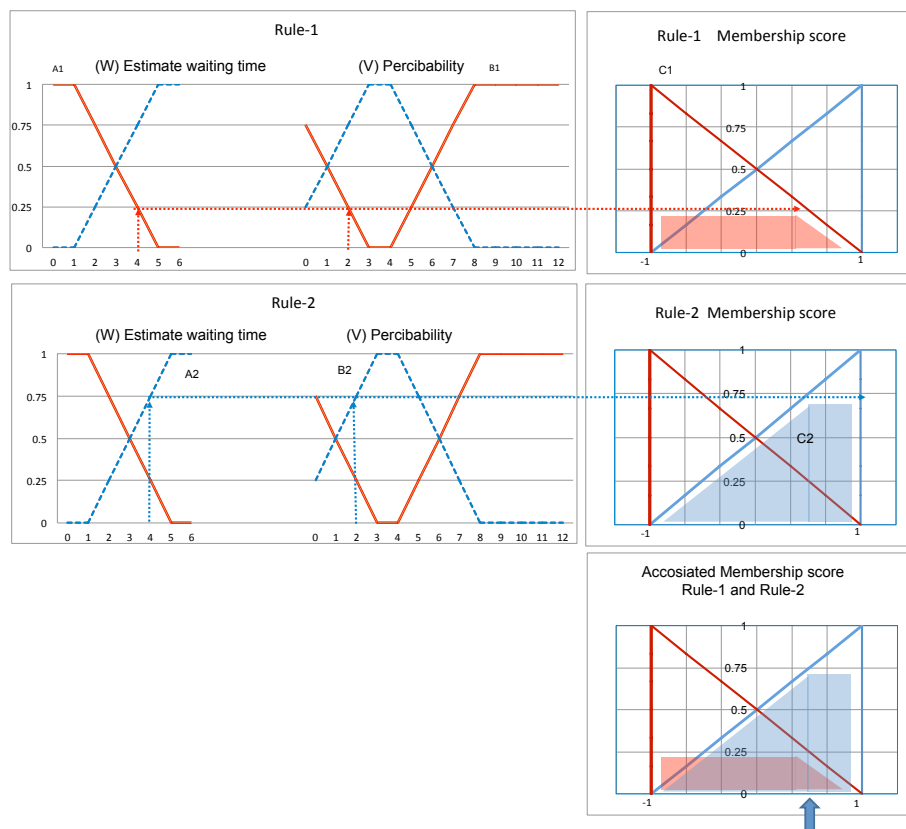 Rule-1
A1
(W) Estimate waiting time
(V) Percibability
B1
1
0.75
0.5
0.25
0
0 1 2 3 4 5 6
0 1 2 3 4 5 6 7 8 9 10 11 12
Rule-1 Membership score
C1
1
0.75
0.5
0.25
0
-1
1
Rule-2
(W) Estimate waiting time
(V) Percibability
A2
B2
1
0.75
0.5
0.25
0
0 1 2 3 4 5 6
0 1 2 3 4 5 6 7 8 9 10 11 12
Rule-2 Membership score
1
0.75
0.5
C2
0.25
0
-1
1
Accosiated Membership score
Rule-1 and Rule-2
1
0.75
0.5
0.25
0
-1
1